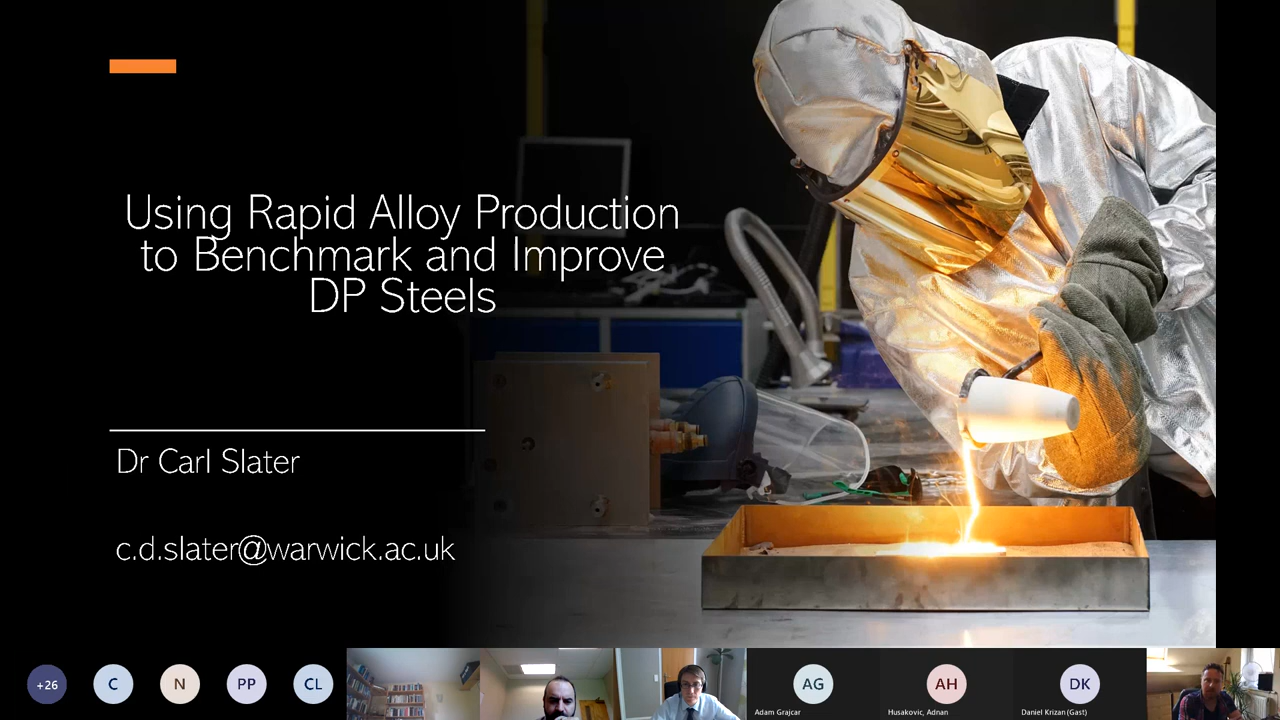 Using Rapid Alloy Production
to Benchmark and Improve
DP Steels
Dr Carl Slater
c.d.slater@warwick.ac.uk
+26
C
N
PP
CL
AG
AH
DK
Adam Grajcar
Husakovic, Adnan
Daniel Krizan (Gast)